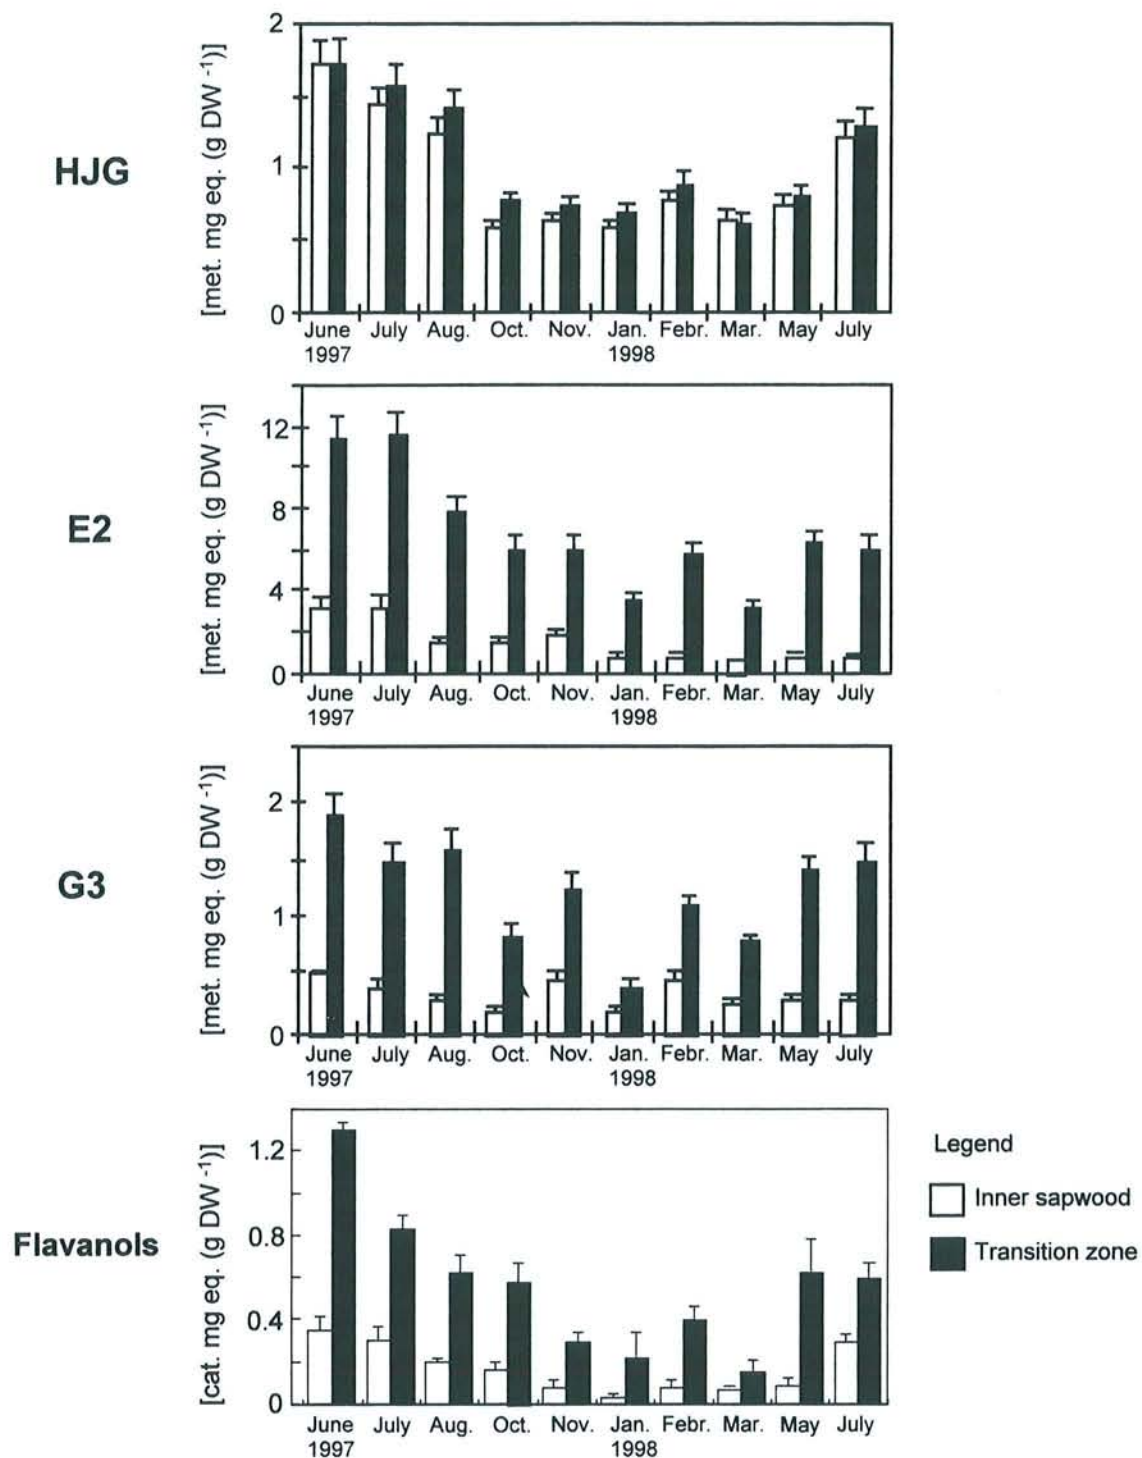 HJG
[met. mg eq. (g DW -1)]
2
1
0
June July Aug. Oct. Nov. Jan. Febr. Mar. May July
1997 1998
E2
[met. mg eq. (g DW -1)]
12
8
4
0
June July Aug. Oct. Nov. Jan. Febr. Mar. May July
1997 1998
G3
[met. mg eq. (g DW -1)]
2
1
0
June July Aug. Oct. Nov. Jan. Febr. Mar. May July
1997 1998
Flavanols
[cat. mg eq. (g DW -1)]
1.2
0.8
0.4
0
June July Aug. Oct. Nov. Jan. Febr. Mar. May July
1997 1998
Legend
Inner sapwood
Transition zone